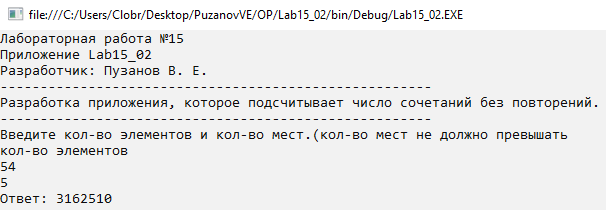 file:///C:/Users/Clobr/Desktop/PuzanovVE/OP/Lab15_02/bin/Debug/Lab15_02.EXE
Лабораторная работа №15
Приложение Lab15_02
Разработчик: Пузанов В. Е.
------------------------------------------------------
Разработка приложения, которое подсчитывает число сочетаний без повторений.
------------------------------------------------------
Введите кол-во элементов и кол-во мест.(кол-во мест не должно превышать
кол-во элементов
54
5
Ответ: 3162510